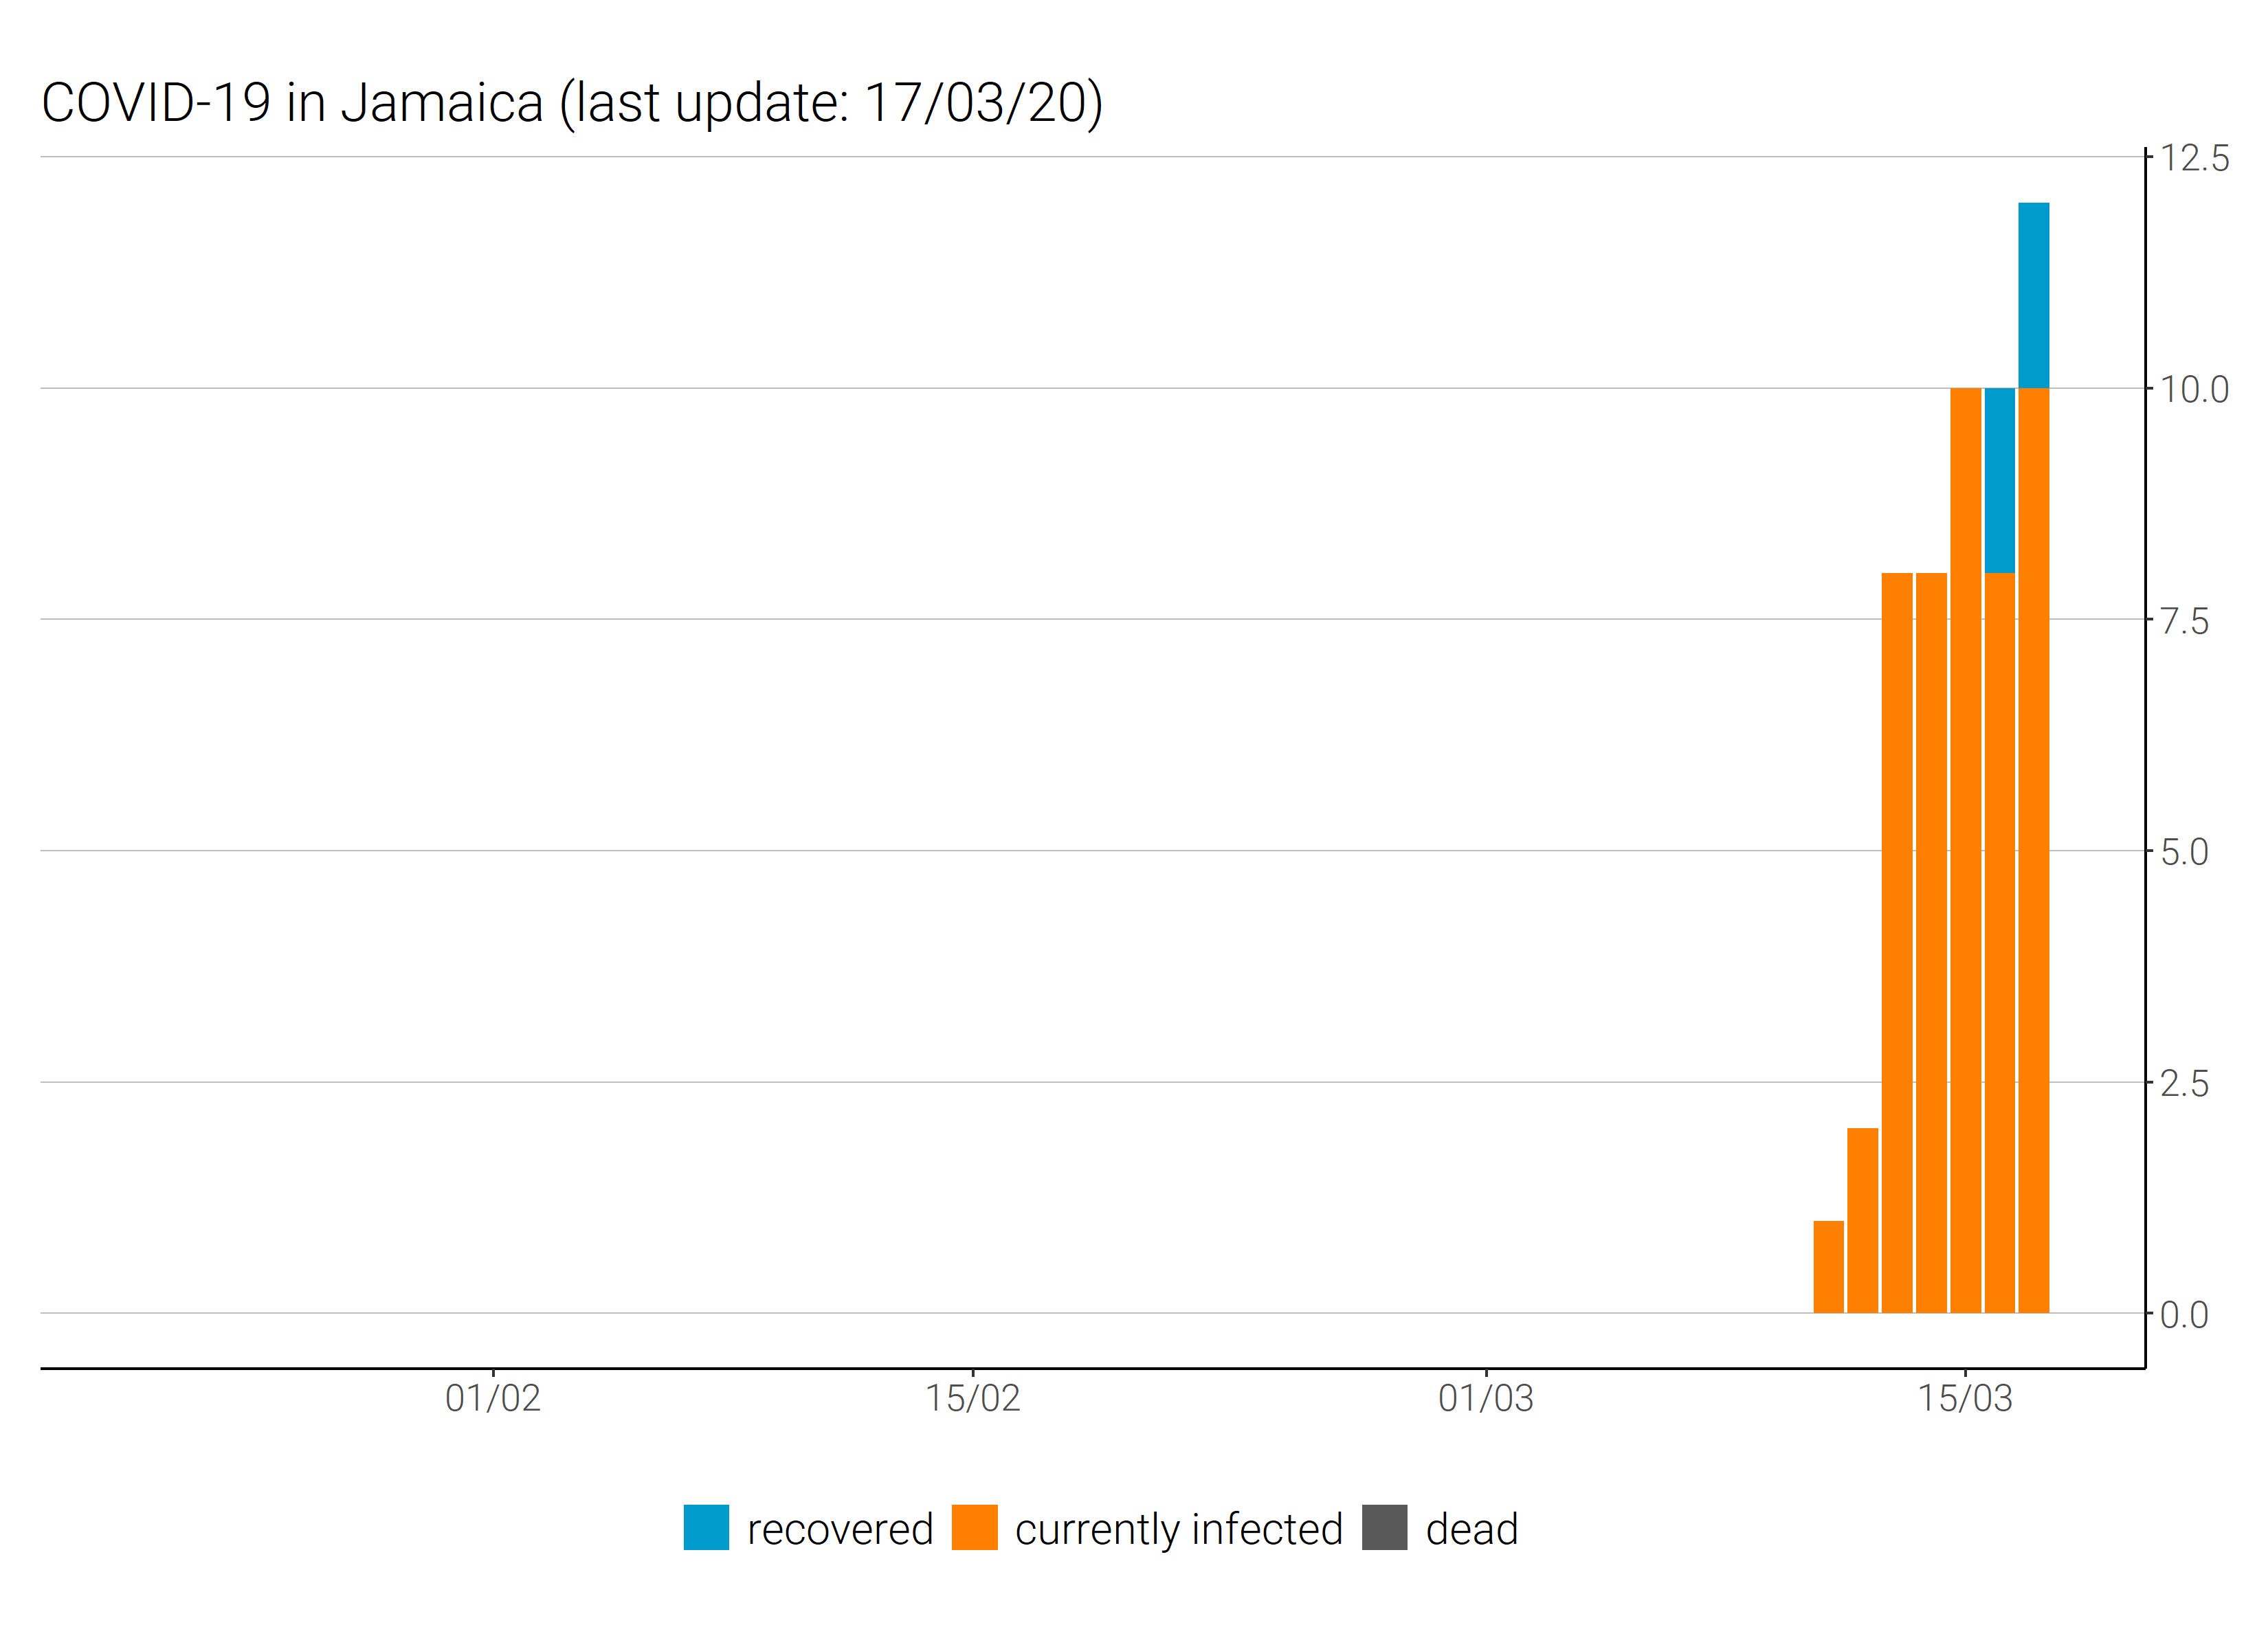 COVID-19 in Jamaica (last update: 17/03/20)
12.5
10.0
7.5
5.0
2.5
0.0
01/02 15/02 01/03 15/03
recovered currently infected dead